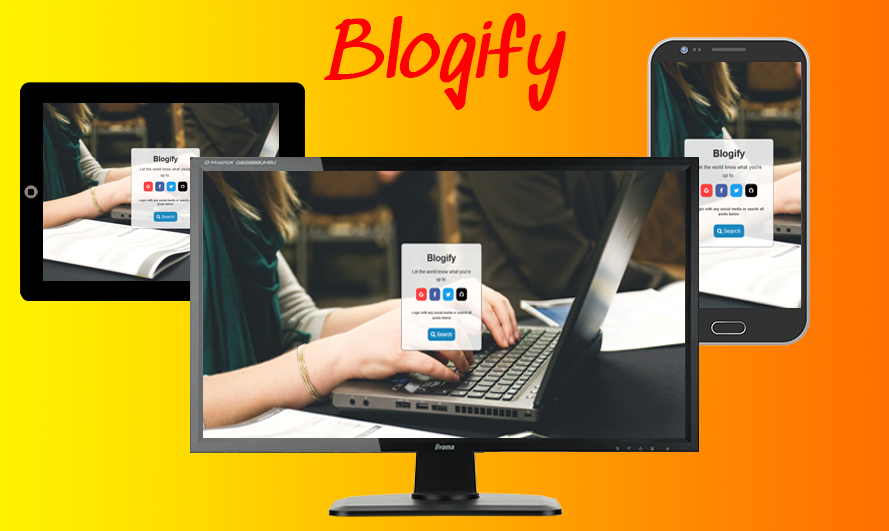 Blogify
Blogify
Let the world know what you're
up to.
Login with any social media or search all
posts below
Search
Blogify
Let the world know what you're
up to.
G f
Login with any social media or search all
posts below
Search
Blogify
Let the world know what you're
up to.
G f
Login with any social media or search all
posts below
Search
iiyama